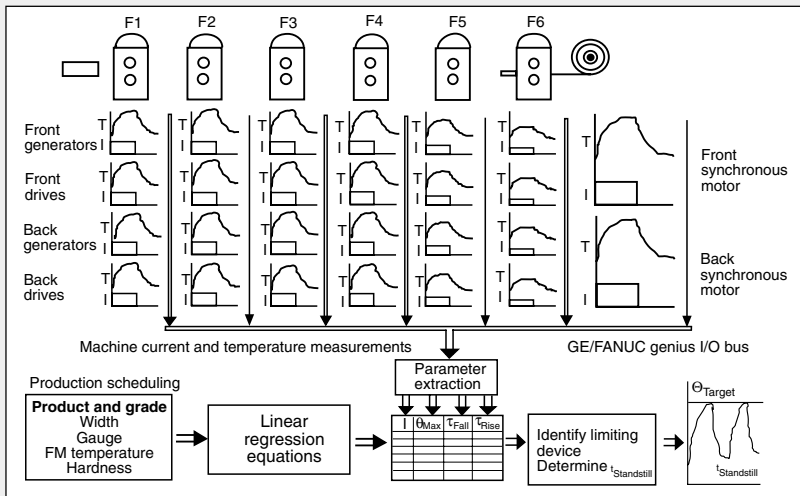 F1 F2 F3 F4 F5 F6
Front generators
T T T T T T
I I I I I I
Front drives
T T T T T T
I I I I I I
Back generators
T T T T T T
I I I I I I
Back drives
T T T T T T
I I I I I I
T
I
Front synchronous motor
T
I
Back synchronous motor
Machine current and temperature measurements
GE/FANUC genius I/O bus
Parameter
extraction
Production scheduling
Product and grade
Width
Gauge
FM temperature
Hardness
Linear
regression
equations
I θMax τFall τRise
Identify limiting
device
Determine tStandstill
ΘTarget
tStandstill